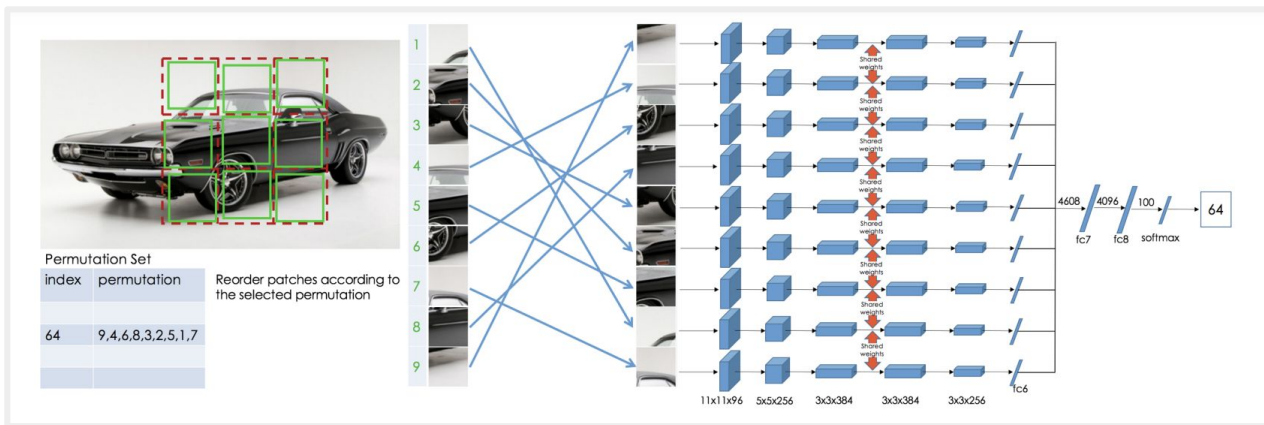 Permutation Set
index permutation
64 9,4,6,8,3,2,5,1,7
Reorder patches according to
the selected permutation
1
2
3
4
5
6
7
8
9
Shared
weights
Shared
weights
Shared
weights
Shared
weights
Shared
weights
Shared
weights
Shared
weights
Shared
weights
11x11x96 5x5x256 3x3x384 3x3x384 3x3x256
fc6
4608
fc7
4096
fc8
100
softmax
64